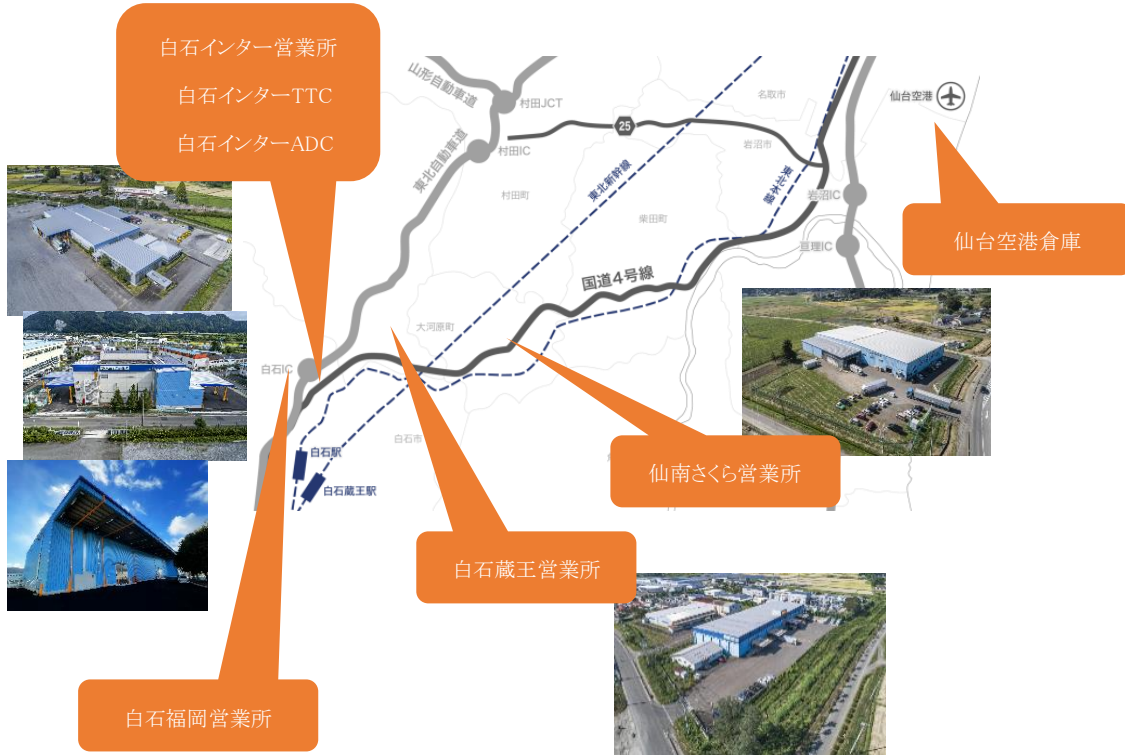 白石インター営業所
白石インターTTC
白石インターADC
山形自動車道
村田JCT
東北自動車道
村田IC
25
名取市
仙台空港
岩沼市
東北新幹線
東北本線
村田町
柴田町
岩沼IC
亘理IC
仙台空港倉庫
国道4号線
大河原町
白石IC
白石市
白石駅
白石蔵王駅
仙南さくら営業所
白石蔵王営業所
白石福岡営業所